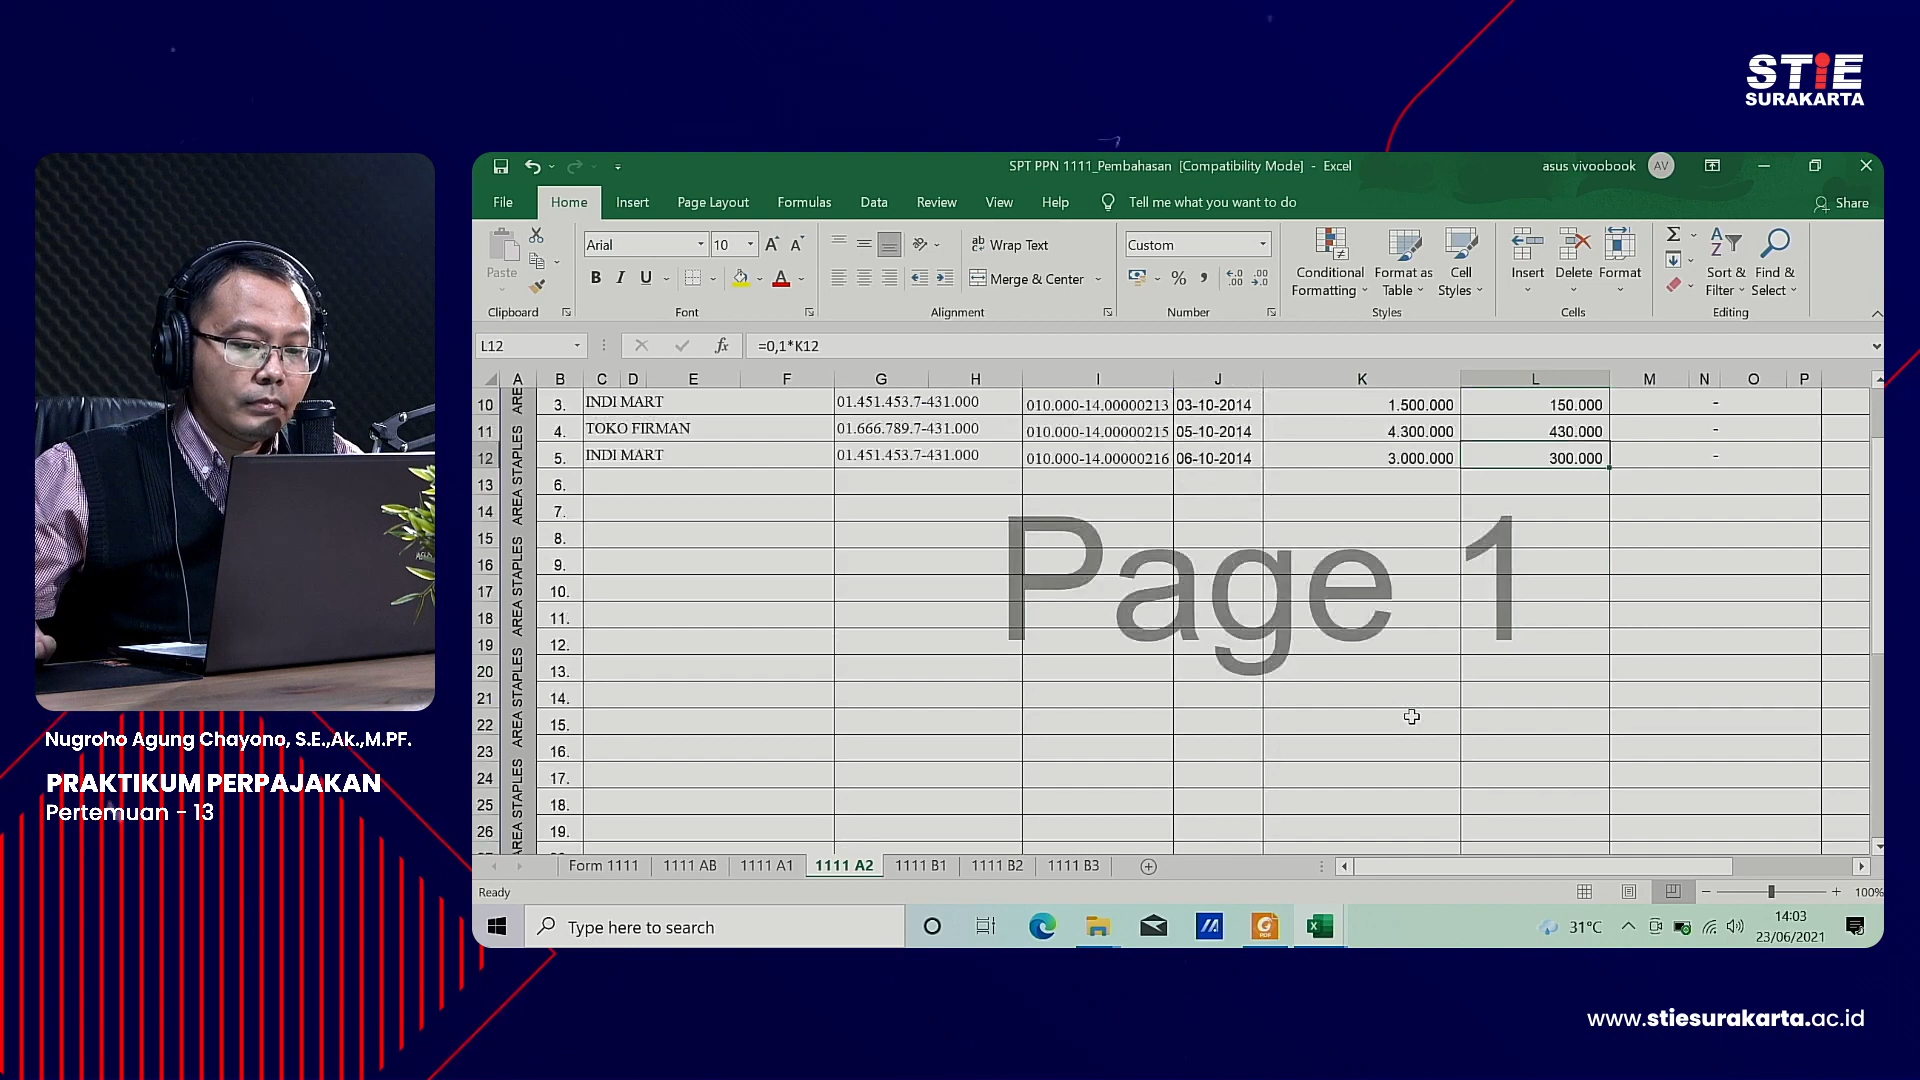 STiE
SURAKARTA
SPT PPN 1111_Pembahasan [Compatibility Mode] - Excel
asus vivoobook AV
File Home Insert Page Layout Formulas Data Review View Help Tell me what you want to do Share
Paste
Arial 10
B I U
Wrap Text
Merge & Center
Custom
Conditional Formatting
Format as Table
Cell Styles
Insert Delete Format
Sort & Filter
Find & Select
Clipboard Font Alignment Number Styles Cells Editing
L12 fx =0,1*K12
A B C D E F G H I J K L M N O P
10 3. INDI MART 01.451.453.7-431.000 010.000-14.00000213 03-10-2014 1.500.000 150.000 -
11 4. TOKO FIRMAN 01.666.789.7-431.000 010.000-14.00000215 05-10-2014 4.300.000 430.000 -
12 5. INDI MART 01.451.453.7-431.000 010.000-14.00000216 06-10-2014 3.000.000 300.000 -
13 6.
14 7.
15 8.
16 9.
17 10.
18 11.
19 12.
20 13.
21 14.
22 15.
23 16.
24 17.
25 18.
26 19.
AREA STAPLES AREA STAPLES AREA STAPLES AREA STAPLES
Page 1
Form 1111 1111 AB 1111 A1 1111 A2 1111 B1 1111 B2 1111 B3
Ready
100%
Type here to search
31°C
14:03
23/06/2021
Nugroho Agung Chayono, S.E.,Ak.,M.PF.
PRAKTIKUM PERPAJAKAN
Pertemuan - 13
www.stiesurakarta.ac.id